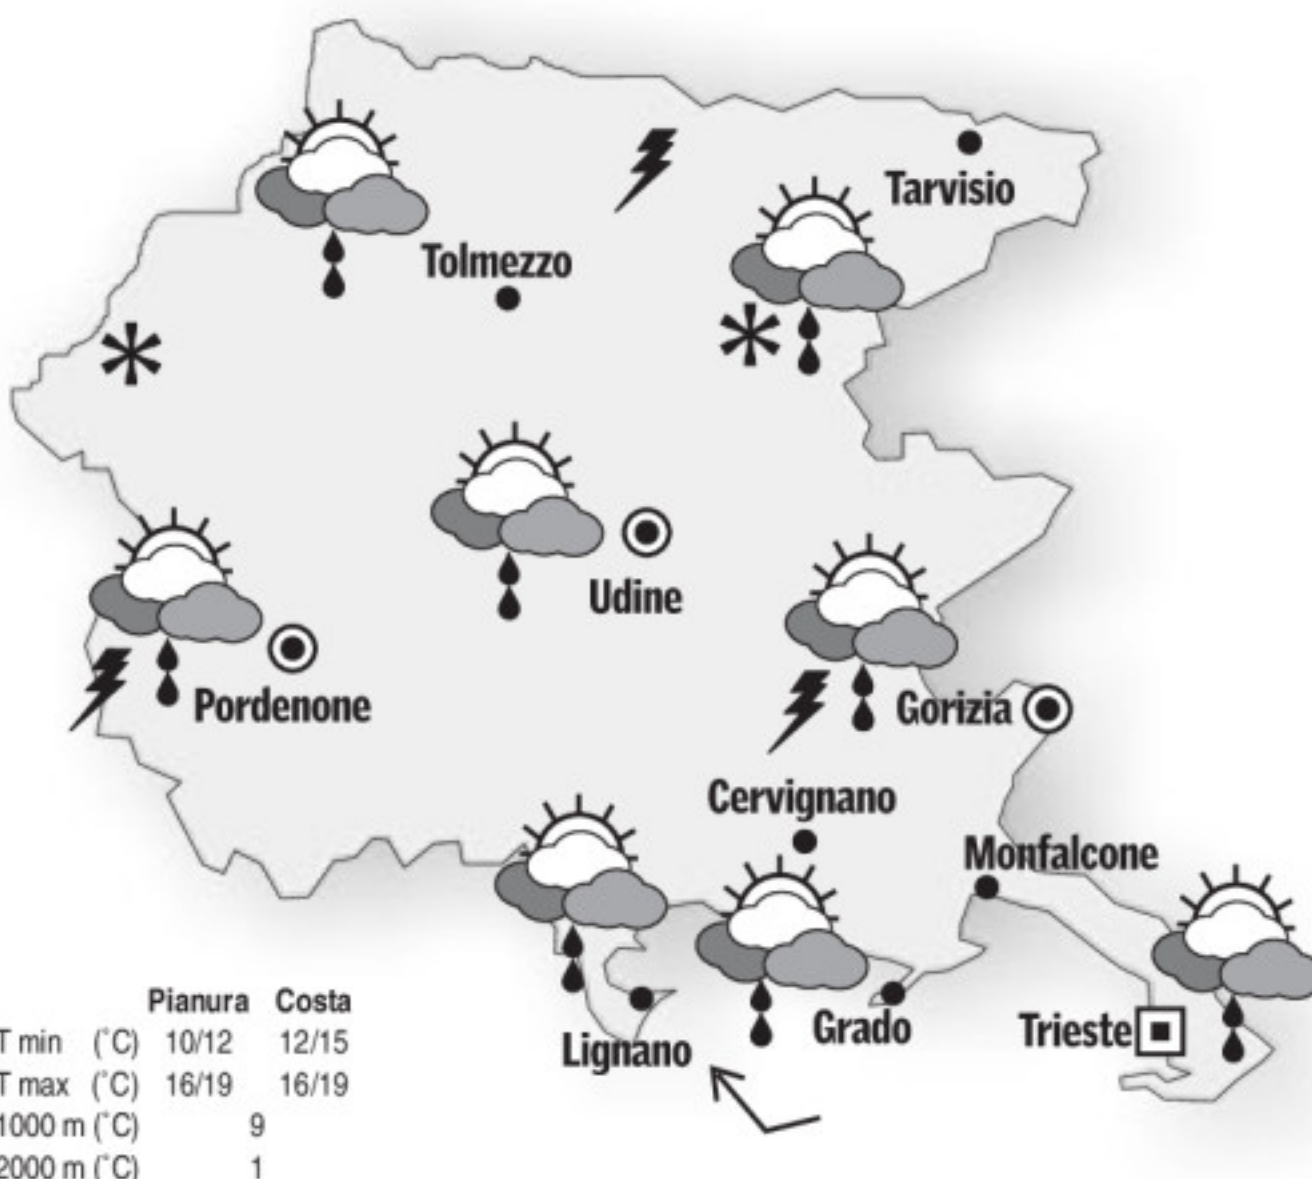 Tarvisio
Tolmezzo
Udine
Pordenone
Gorizia
Cervignano
Monfalcone
Grado
Trieste
Lignano
Pianura Costa
T min (°C) 10/12 12/15
T max (°C) 16/19 16/19
1000 m (°C) 9
2000 m (°C) 1